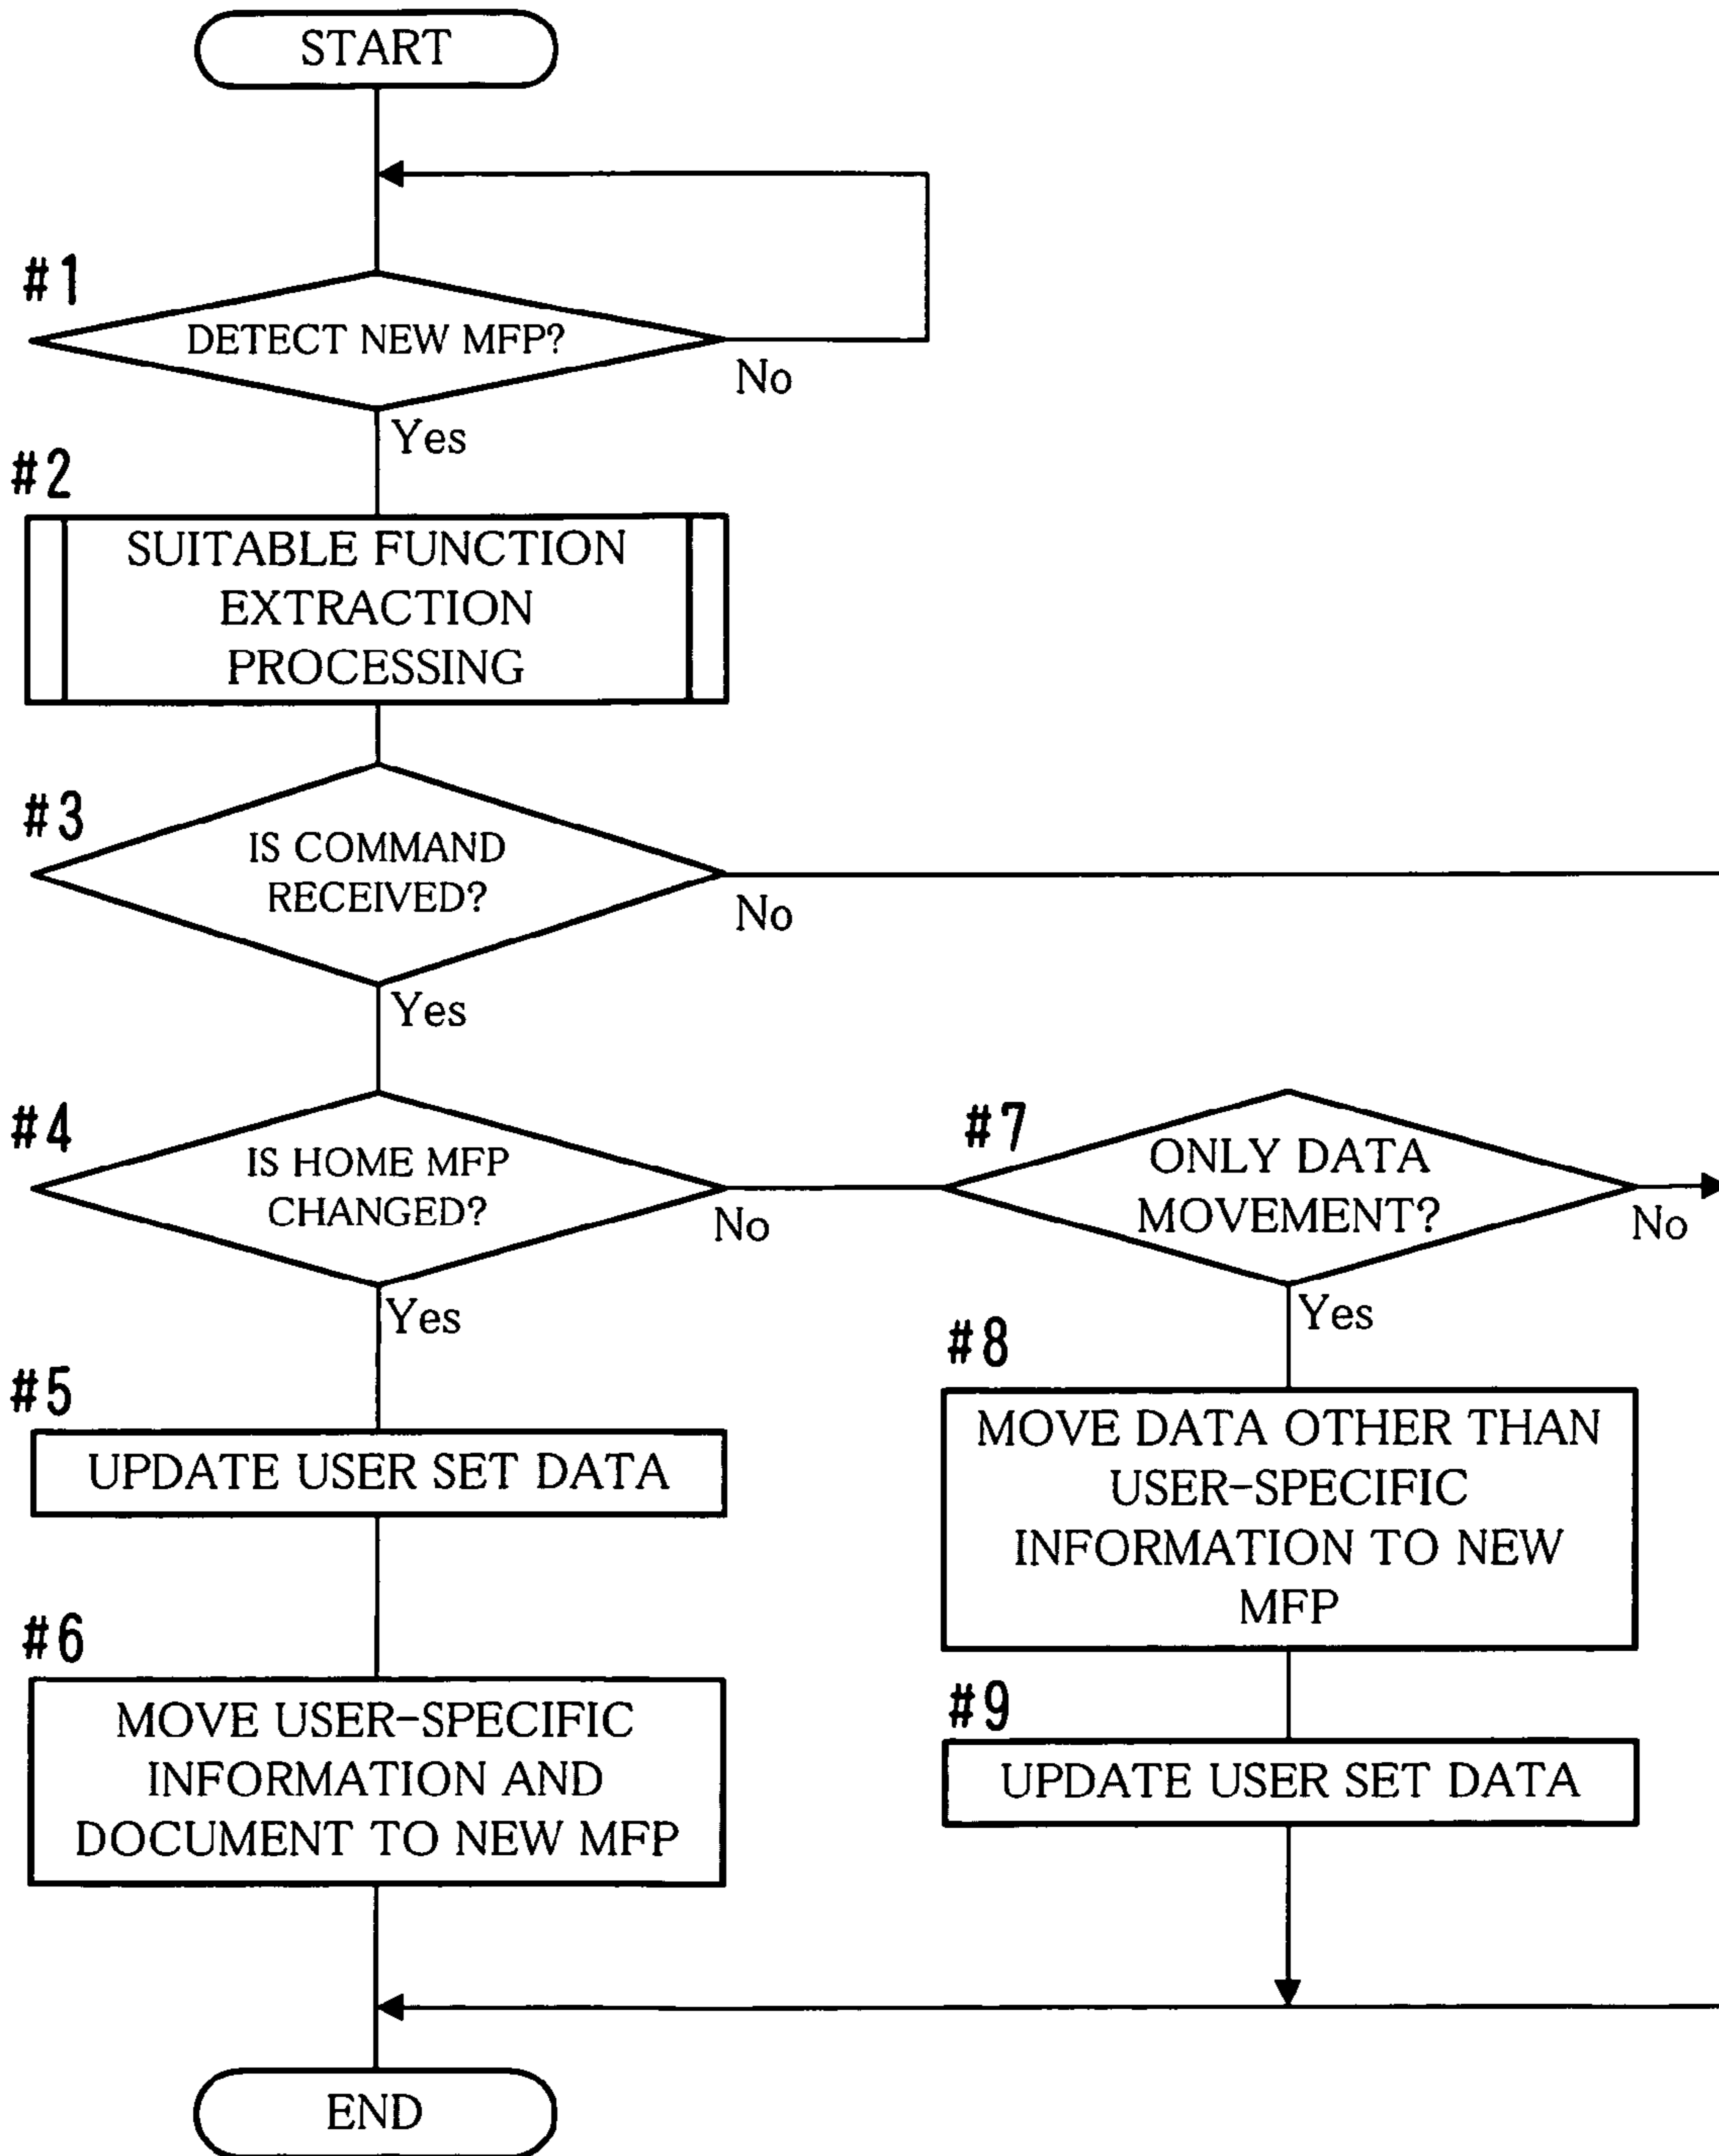 START
#1
DETECT NEW MFP?
No
Yes
#2
SUITABLE FUNCTION
EXTRACTION
PROCESSING
#3
IS COMMAND
RECEIVED?
No
Yes
#4
IS HOME MFP
CHANGED?
No
Yes
#7
ONLY DATA
MOVEMENT?
No
Yes
#5
UPDATE USER SET DATA
#6
MOVE USER-SPECIFIC
INFORMATION AND
DOCUMENT TO NEW MFP
#8
MOVE DATA OTHER THAN
USER-SPECIFIC
INFORMATION TO NEW
MFP
#9
UPDATE USER SET DATA
END